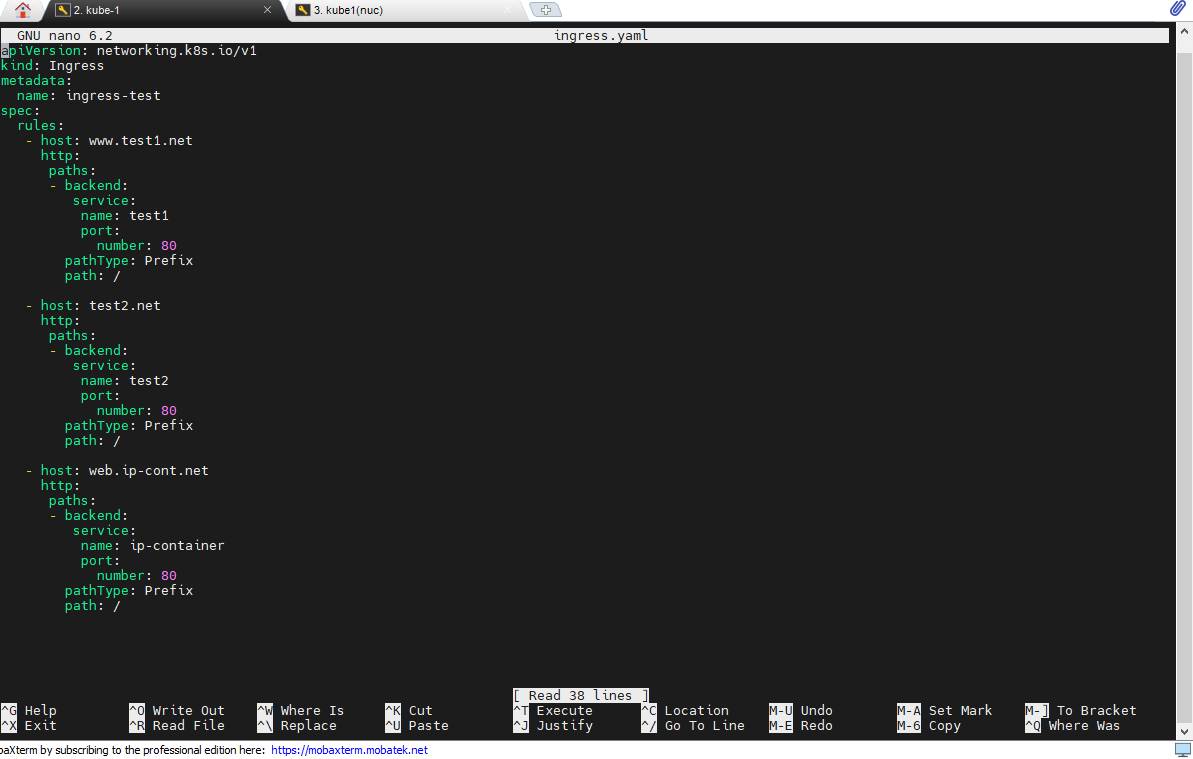 2. kube-1
3. kube1(nuc)
GNU nano 6.2 ingress.yaml
apiVersion: networking.k8s.io/v1
kind: Ingress
metadata:
  name: ingress-test
spec:
  rules:
   - host: www.test1.net
     http:
      paths:
      - backend:
         service:
          name: test1
          port:
            number: 80
        pathType: Prefix
        path: /

   - host: test2.net
     http:
      paths:
      - backend:
         service:
          name: test2
          port:
            number: 80
        pathType: Prefix
        path: /

   - host: web.ip-cont.net
     http:
      paths:
      - backend:
         service:
          name: ip-container
          port:
            number: 80
        pathType: Prefix
        path: /

[ Read 38 lines ]
^G Help ^O Write Out ^W Where Is ^K Cut ^T Execute ^C Location M-U Undo M-A Set Mark M-] To Bracket
^X Exit ^R Read File ^\ Replace ^U Paste ^J Justify ^/ Go To Line M-E Redo M-6 Copy ^Q Where Was
baXterm by subscribing to the professional edition here: https://mobaxterm.mobatek.net